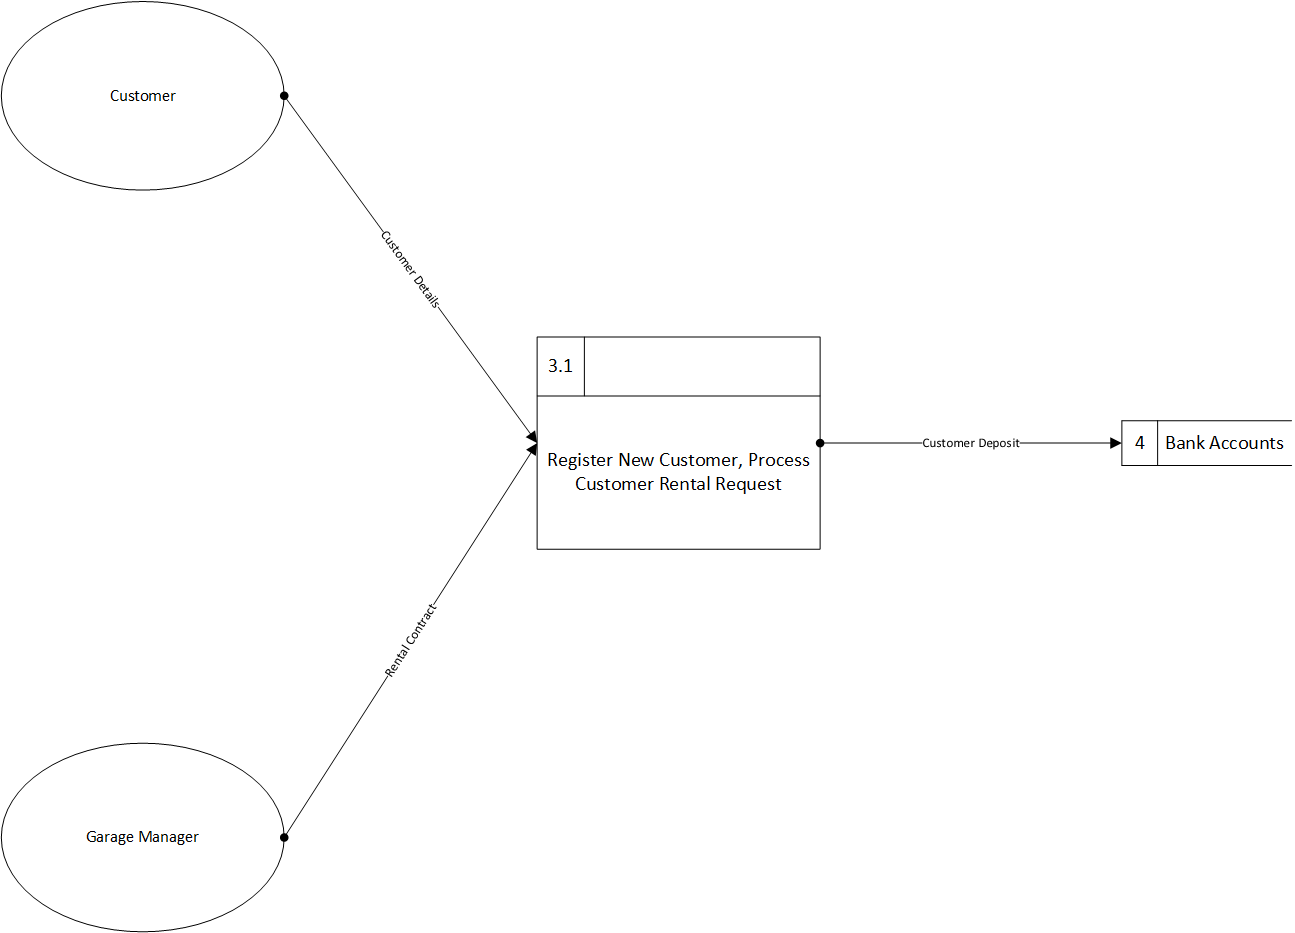 Customer
Customer Details
3.1
Register New Customer, Process
Customer Rental Request
Customer Deposit
4
Bank Accounts
Rental Contract
Garage Manager